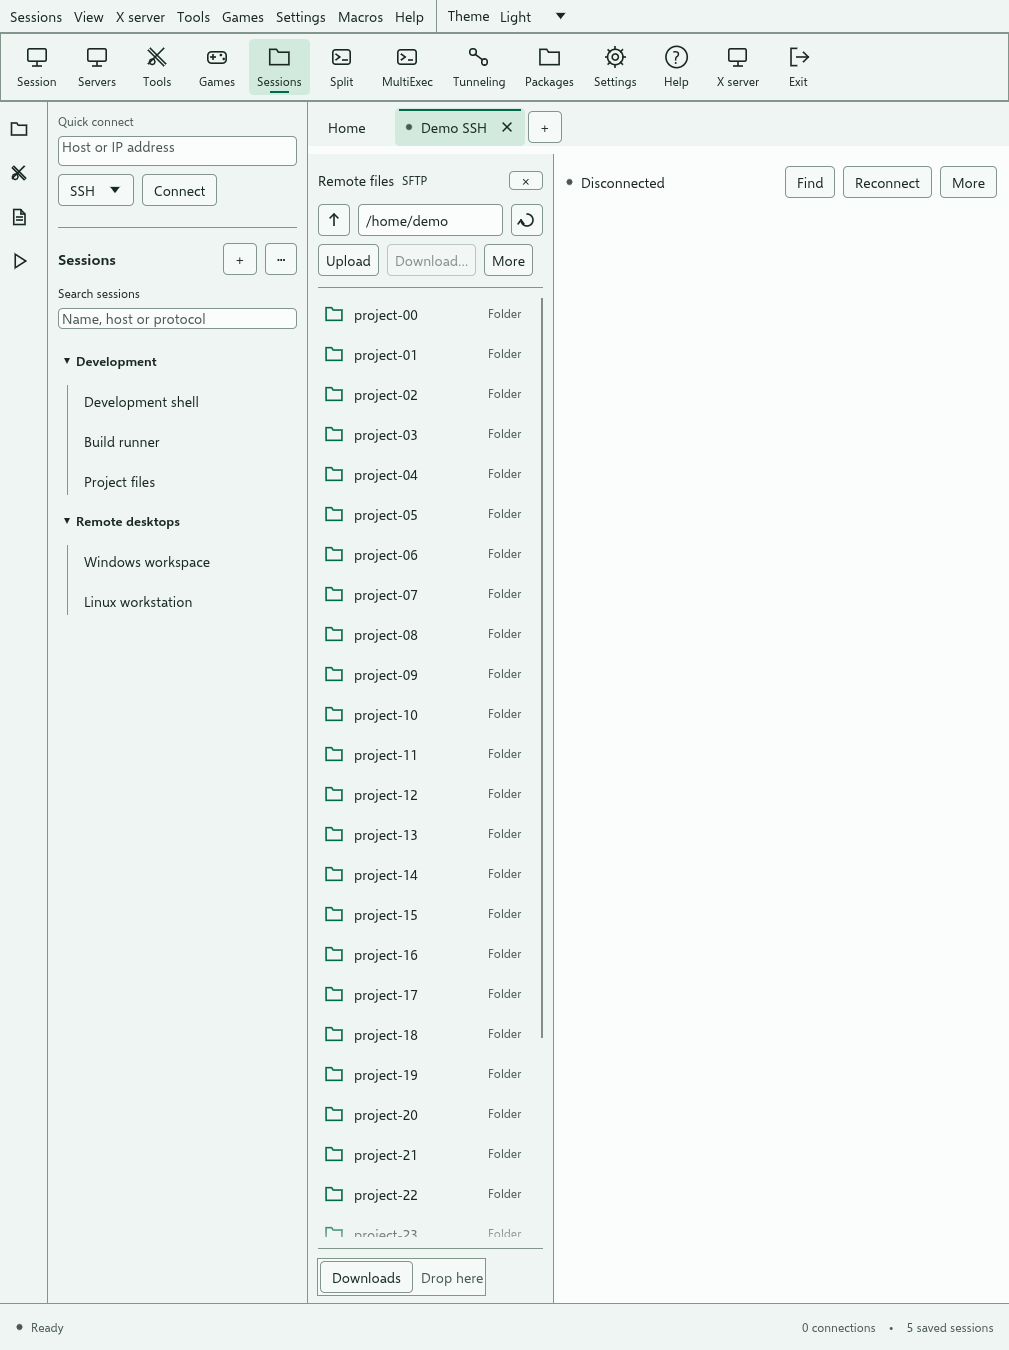 Sessions View X server Tools Games Settings Macros Help Theme Light
Session Servers Tools Games Sessions Split MultiExec Tunneling Packages Settings Help X server Exit
Quick connect
Host or IP address
SSH Connect
Sessions + ...
Search sessions
Name, host or protocol
Development
Development shell
Build runner
Project files
Remote desktops
Windows workspace
Linux workstation
Home Demo SSH +
Remote files SFTP ×
/home/demo
Upload Download... More
project-00 Folder
project-01 Folder
project-02 Folder
project-03 Folder
project-04 Folder
project-05 Folder
project-06 Folder
project-07 Folder
project-08 Folder
project-09 Folder
project-10 Folder
project-11 Folder
project-12 Folder
project-13 Folder
project-14 Folder
project-15 Folder
project-16 Folder
project-17 Folder
project-18 Folder
project-19 Folder
project-20 Folder
project-21 Folder
project-22 Folder
project-23 Folder
Downloads Drop here
Disconnected Find Reconnect More
Ready 0 connections • 5 saved sessions